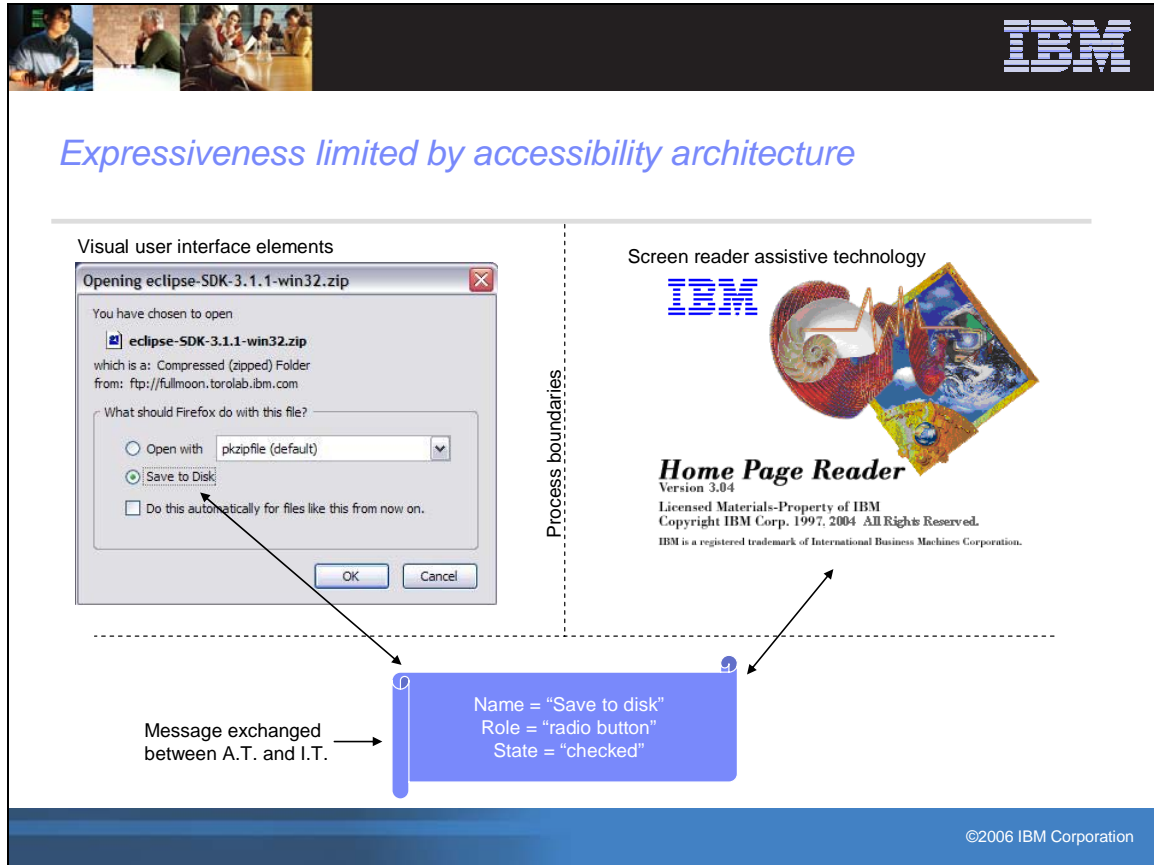 IBM
Expressiveness limited by accessibility architecture
Visual user interface elements
Opening eclipse-SDK-3.1.1-win32.zip
You have chosen to open
eclipse-SDK-3.1.1-win32.zip
which is a: Compressed (zipped) Folder
from: ftp://fullmoon.torolab.ibm.com
What should Firefox do with this file?
Open with pkzipfile (default)
Save to Disk
Do this automatically for files like this from now on.
OK Cancel
Process boundaries
Screen reader assistive technology
IBM
Home Page Reader
Version 3.04
Licensed Materials-Property of IBM
Copyright IBM Corp. 1997, 2004 All Rights Reserved.
IBM is a registered trademark of International Business Machines Corporation.
Message exchanged
between A.T. and I.T.
Name = “Save to disk”
Role = “radio button”
State = “checked”
©2006 IBM Corporation